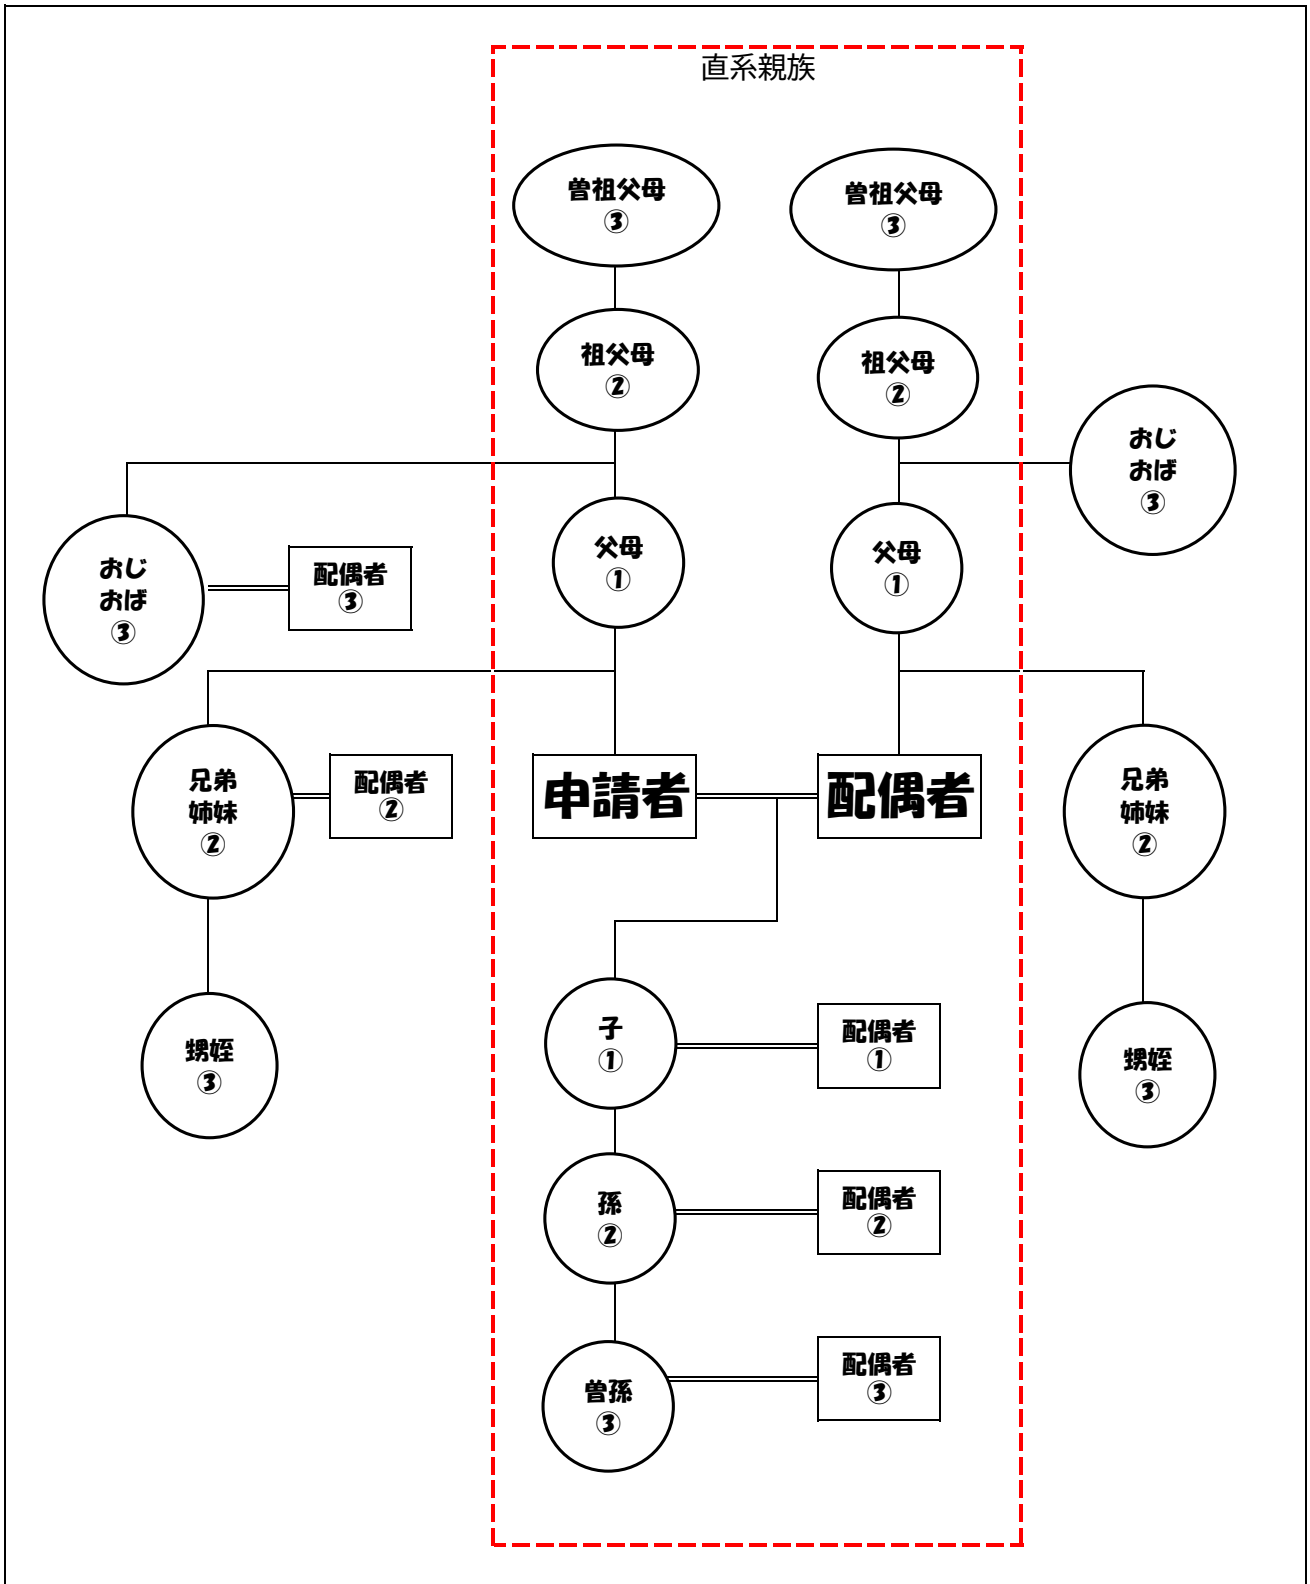 直系親族
曽祖父母
③
曽祖父母
③
祖父母
②
祖父母
②
おじ
おば
③
父母
①
父母
①
おじ
おば
③
配偶者
③
兄弟
姉妹
②
配偶者
②
申請者
配偶者
兄弟
姉妹
②
子
①
配偶者
①
甥姪
③
甥姪
③
孫
②
配偶者
②
曽孫
③
配偶者
③